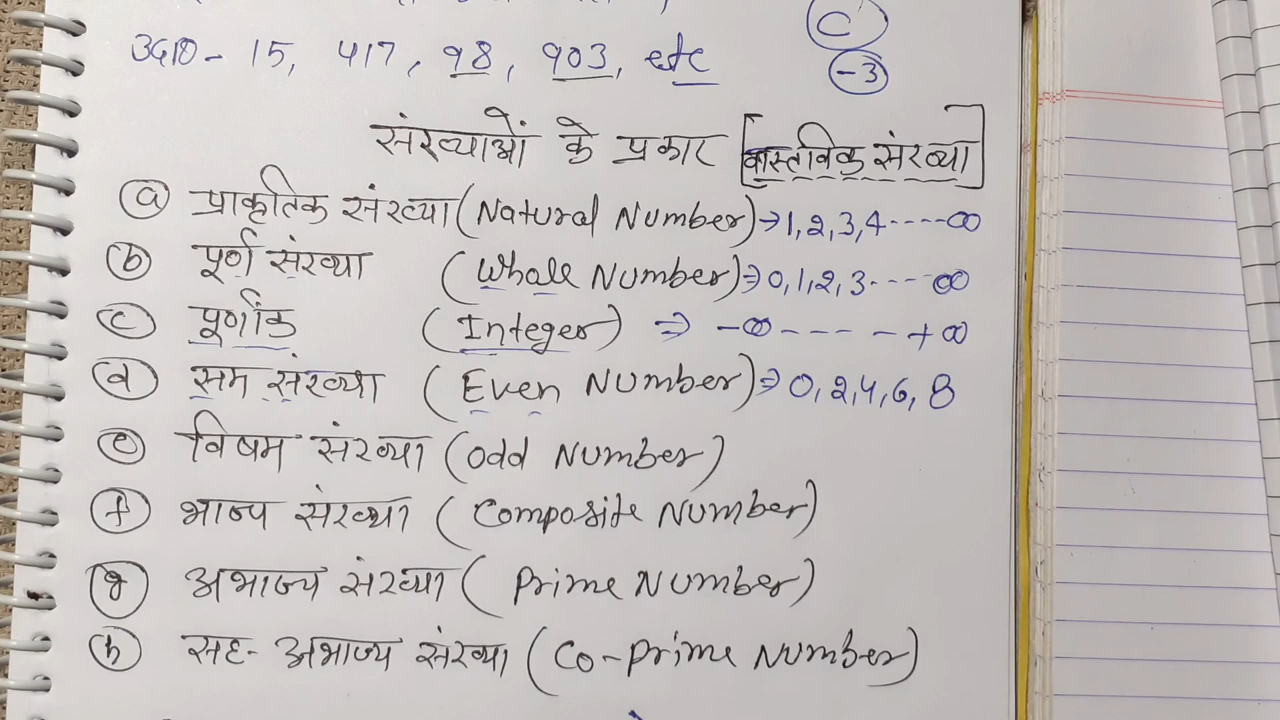 15, 417, 98, 903, etc
C
-3
संख्याओं के प्रकार [वास्तविक संख्या]
(a) प्राकृतिक संख्या (Natural Number) → 1, 2, 3, 4 ----- ∞
(b) पूर्ण संख्या (Whole Number) ⇒ 0, 1, 2, 3 --- ∞
(c) पूर्णांक (Integer) ⇒ -∞ ---- - +∞
(d) सम संख्या (Even Number) ⇒ 0, 2, 4, 6, 8
(e) विषम संख्या (Odd Number)
(f) भाज्य संख्या (Composite Number)
(g) अभाज्य संख्या (Prime Number)
(h) सह-अभाज्य संख्या (Co-prime Number)